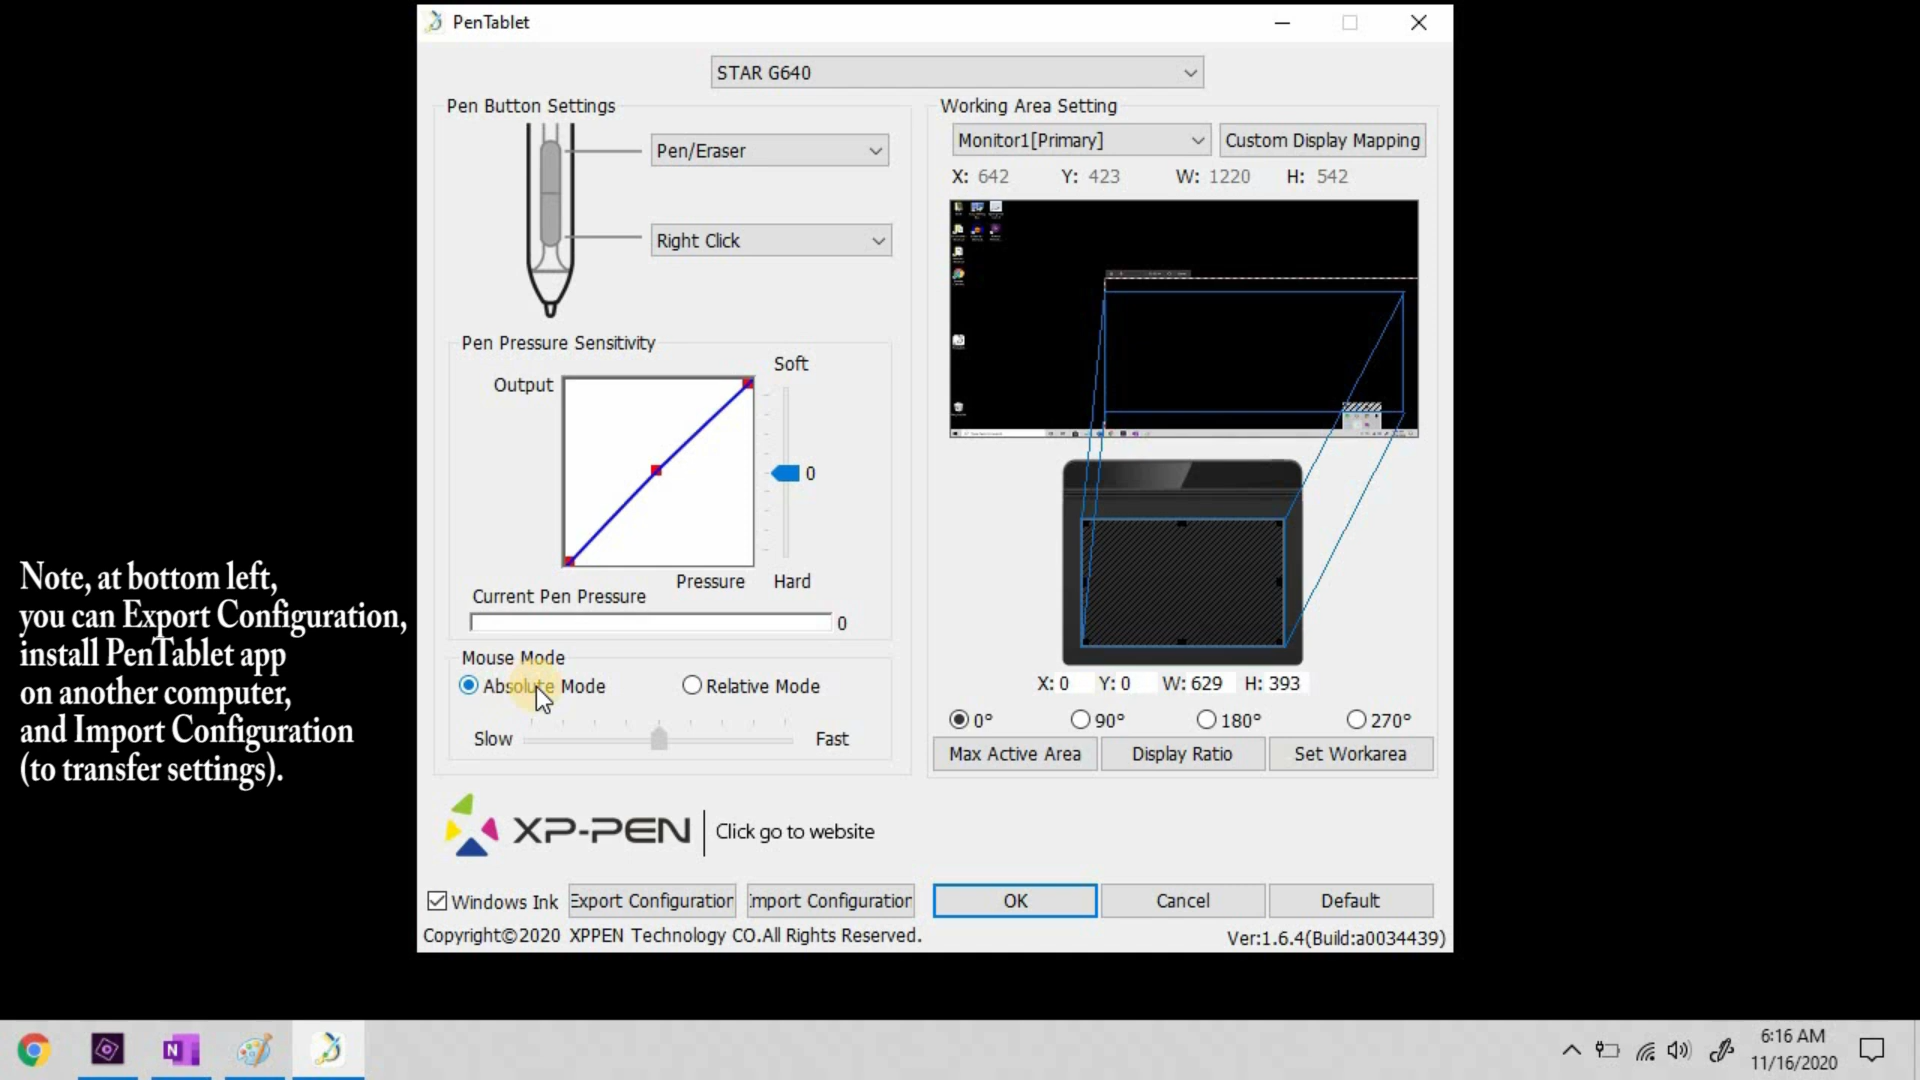 PenTablet
STAR G640
Pen Button Settings
Pen/Eraser
Right Click
Pen Pressure Sensitivity
Soft
Output
0
Pressure
Hard
Current Pen Pressure
0
Mouse Mode
Absolute Mode
Relative Mode
Slow
Fast
Working Area Setting
Monitor1[Primary]
Custom Display Mapping
X: 642 Y: 423 W: 1220 H: 542
X: 0 Y: 0 W: 629 H: 393
0° 90° 180° 270°
Max Active Area
Display Ratio
Set Workarea
Note, at bottom left,
you can Export Configuration,
install PenTablet app
on another computer,
and Import Configuration
(to transfer settings).
XP-PEN
Click go to website
Windows Ink
Export Configuration
Import Configuration
OK
Cancel
Default
Copyright©2020 XPPEN Technology CO.All Rights Reserved.
Ver:1.6.4(Build:a0034439)
N
6:16 AM
11/16/2020